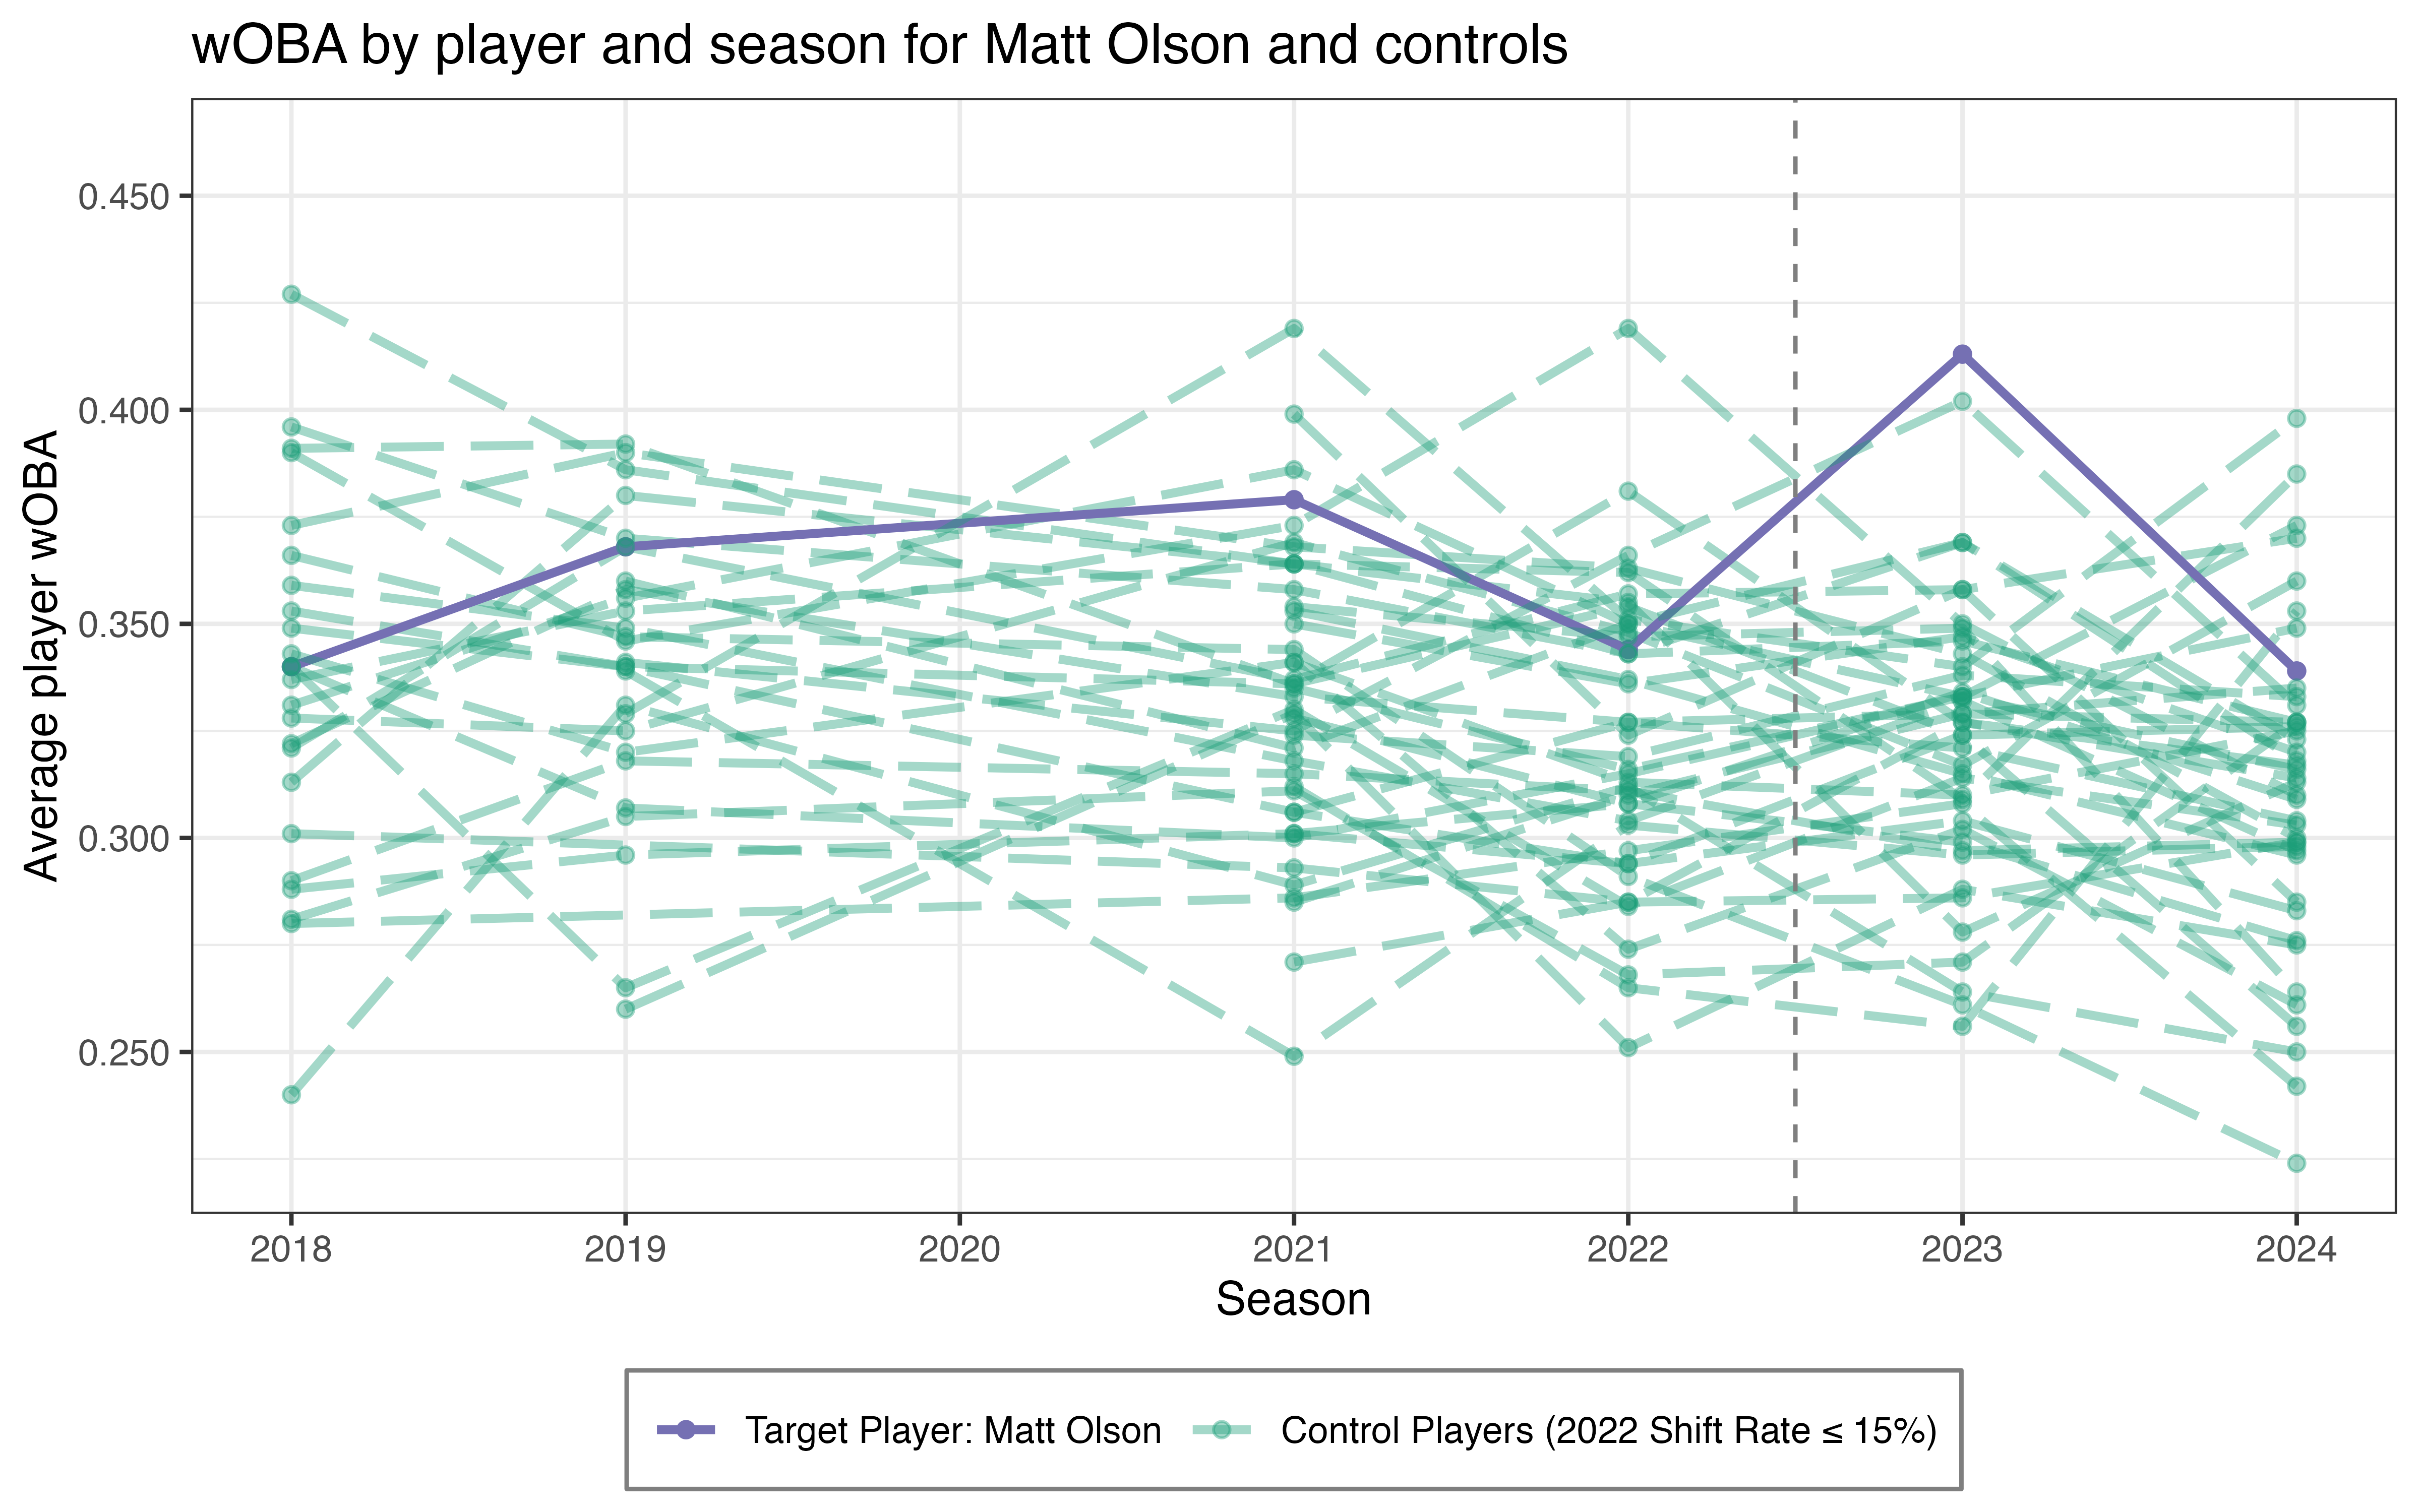 wOBA by player and season for Matt Olson and controls
Average player wOBA
0.450
0.400
0.350
0.300
0.250
2018 2019 2020 2021 2022 2023 2024
Season
Target Player: Matt Olson Control Players (2022 Shift Rate ≤ 15%)